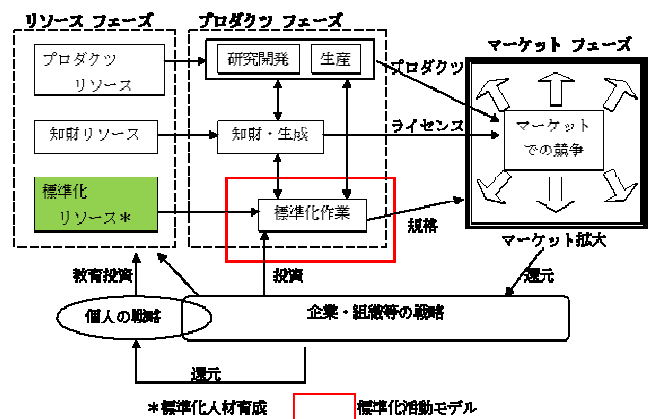 リソース フェーズ
プロダクツ フェーズ
マーケット フェーズ
プロダクツ
リソース
研究開発
生産
プロダクツ
知財リソース
知財・生成
ライセンス
マーケット
での競争
標準化
リソース*
標準化作業
規格
マーケット拡大
教育投資
投資
還元
個人の戦略
企業・組織等の戦略
還元
*標準化人材育成
標準化活動モデル